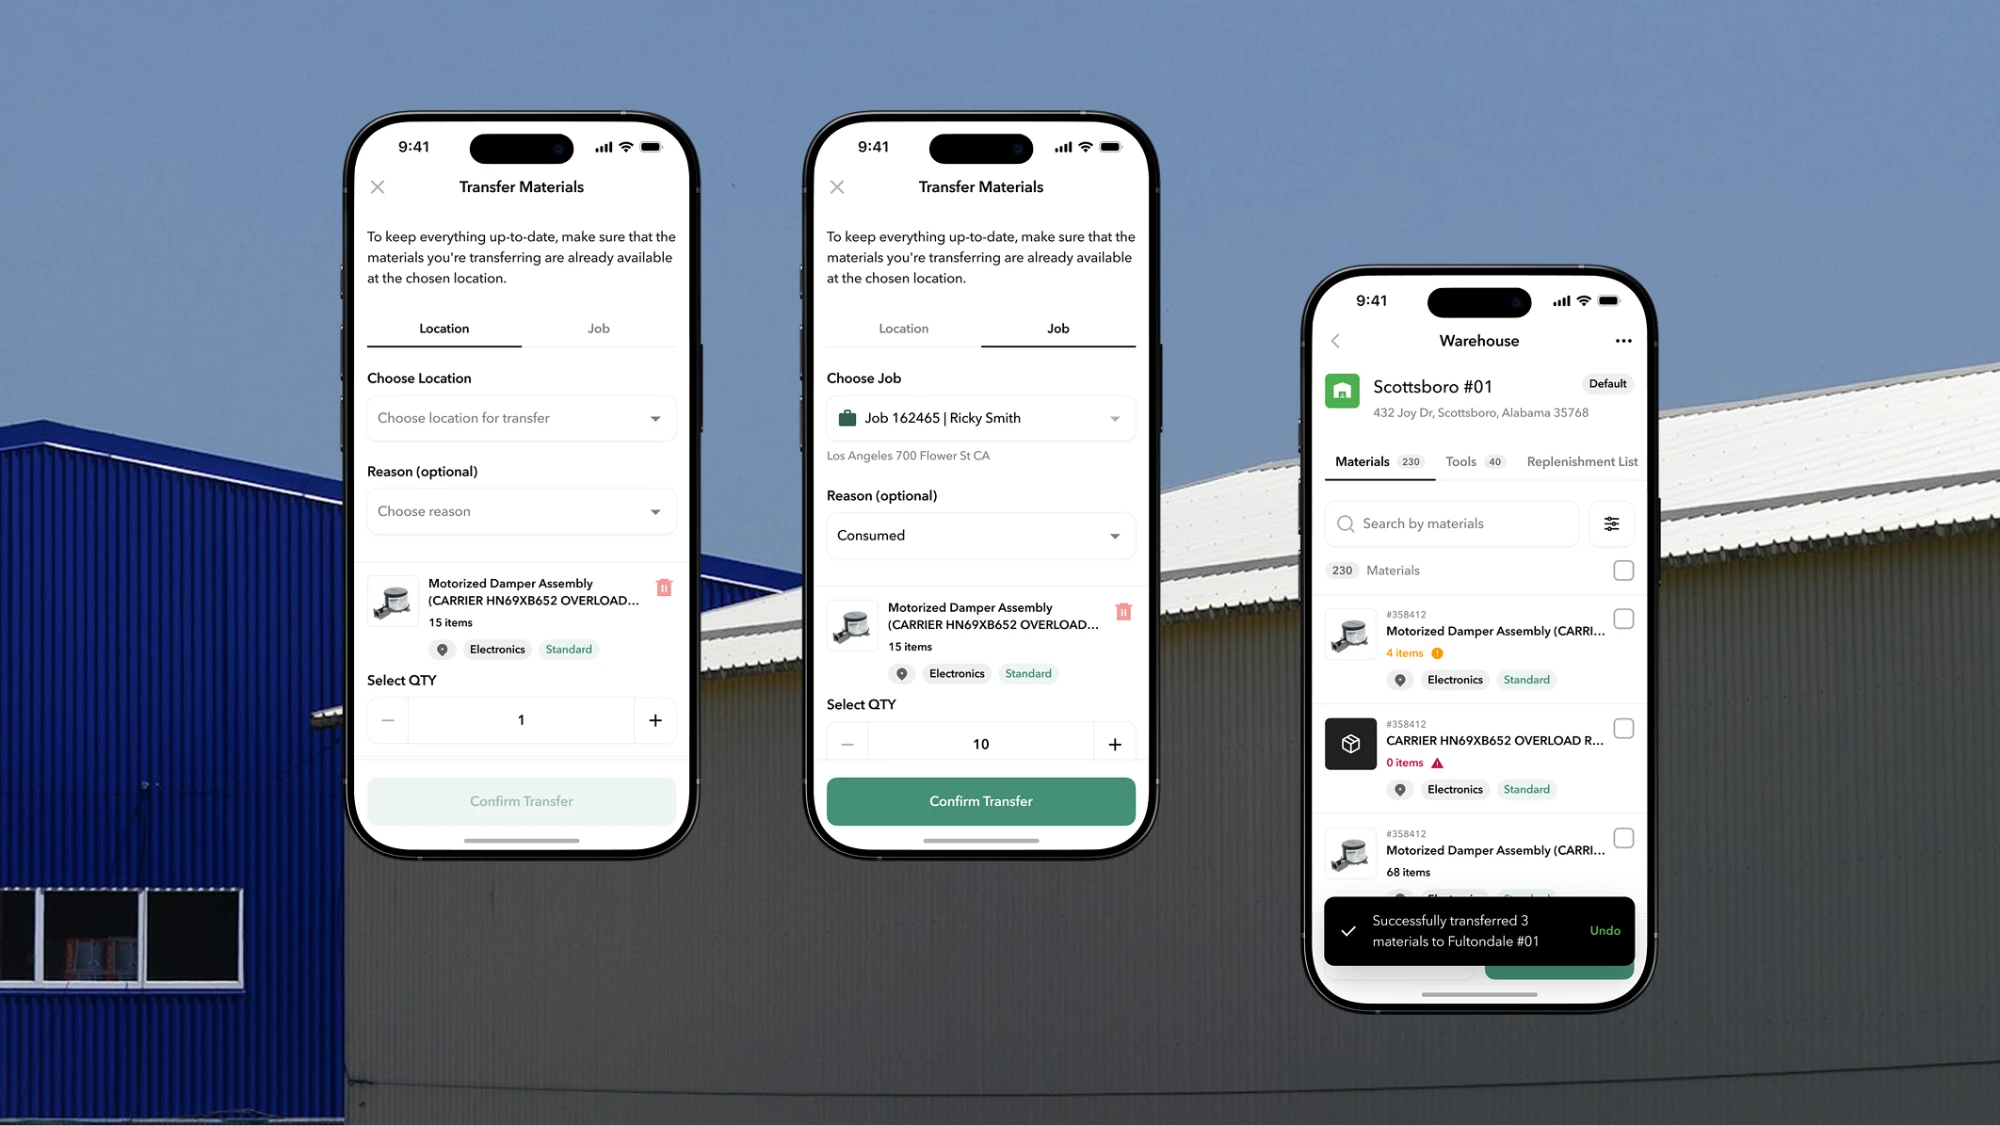 9:41
Transfer Materials
To keep everything up-to-date, make sure that the
materials you're transferring are already available
at the chosen location.
Location
Job
Choose Location
Choose location for transfer
Reason (optional)
Choose reason
Motorized Damper Assembly
(CARRIER HN69XB652 OVERLOAD...
15 items
Electronics
Standard
Select QTY
1
Confirm Transfer
9:41
Transfer Materials
To keep everything up-to-date, make sure that the
materials you're transferring are already available
at the chosen location.
Location
Job
Choose Job
Job 162465 | Ricky Smith
Los Angeles 700 Flower St CA
Reason (optional)
Consumed
Motorized Damper Assembly
(CARRIER HN69XB652 OVERLOAD...
15 items
Electronics
Standard
Select QTY
10
Confirm Transfer
9:41
Warehouse
Scottsboro #01
Default
432 Joy Dr, Scottsboro, Alabama 35768
Materials 230
Tools 40
Replenishment List
Search by materials
230 Materials
#358412
Motorized Damper Assembly (CARRI...
4 items
Electronics
Standard
#358412
CARRIER HN69XB652 OVERLOAD R...
0 items
Electronics
Standard
#358412
Motorized Damper Assembly (CARRI...
68 items
Successfully transferred 3
materials to Fultondale #01
Undo